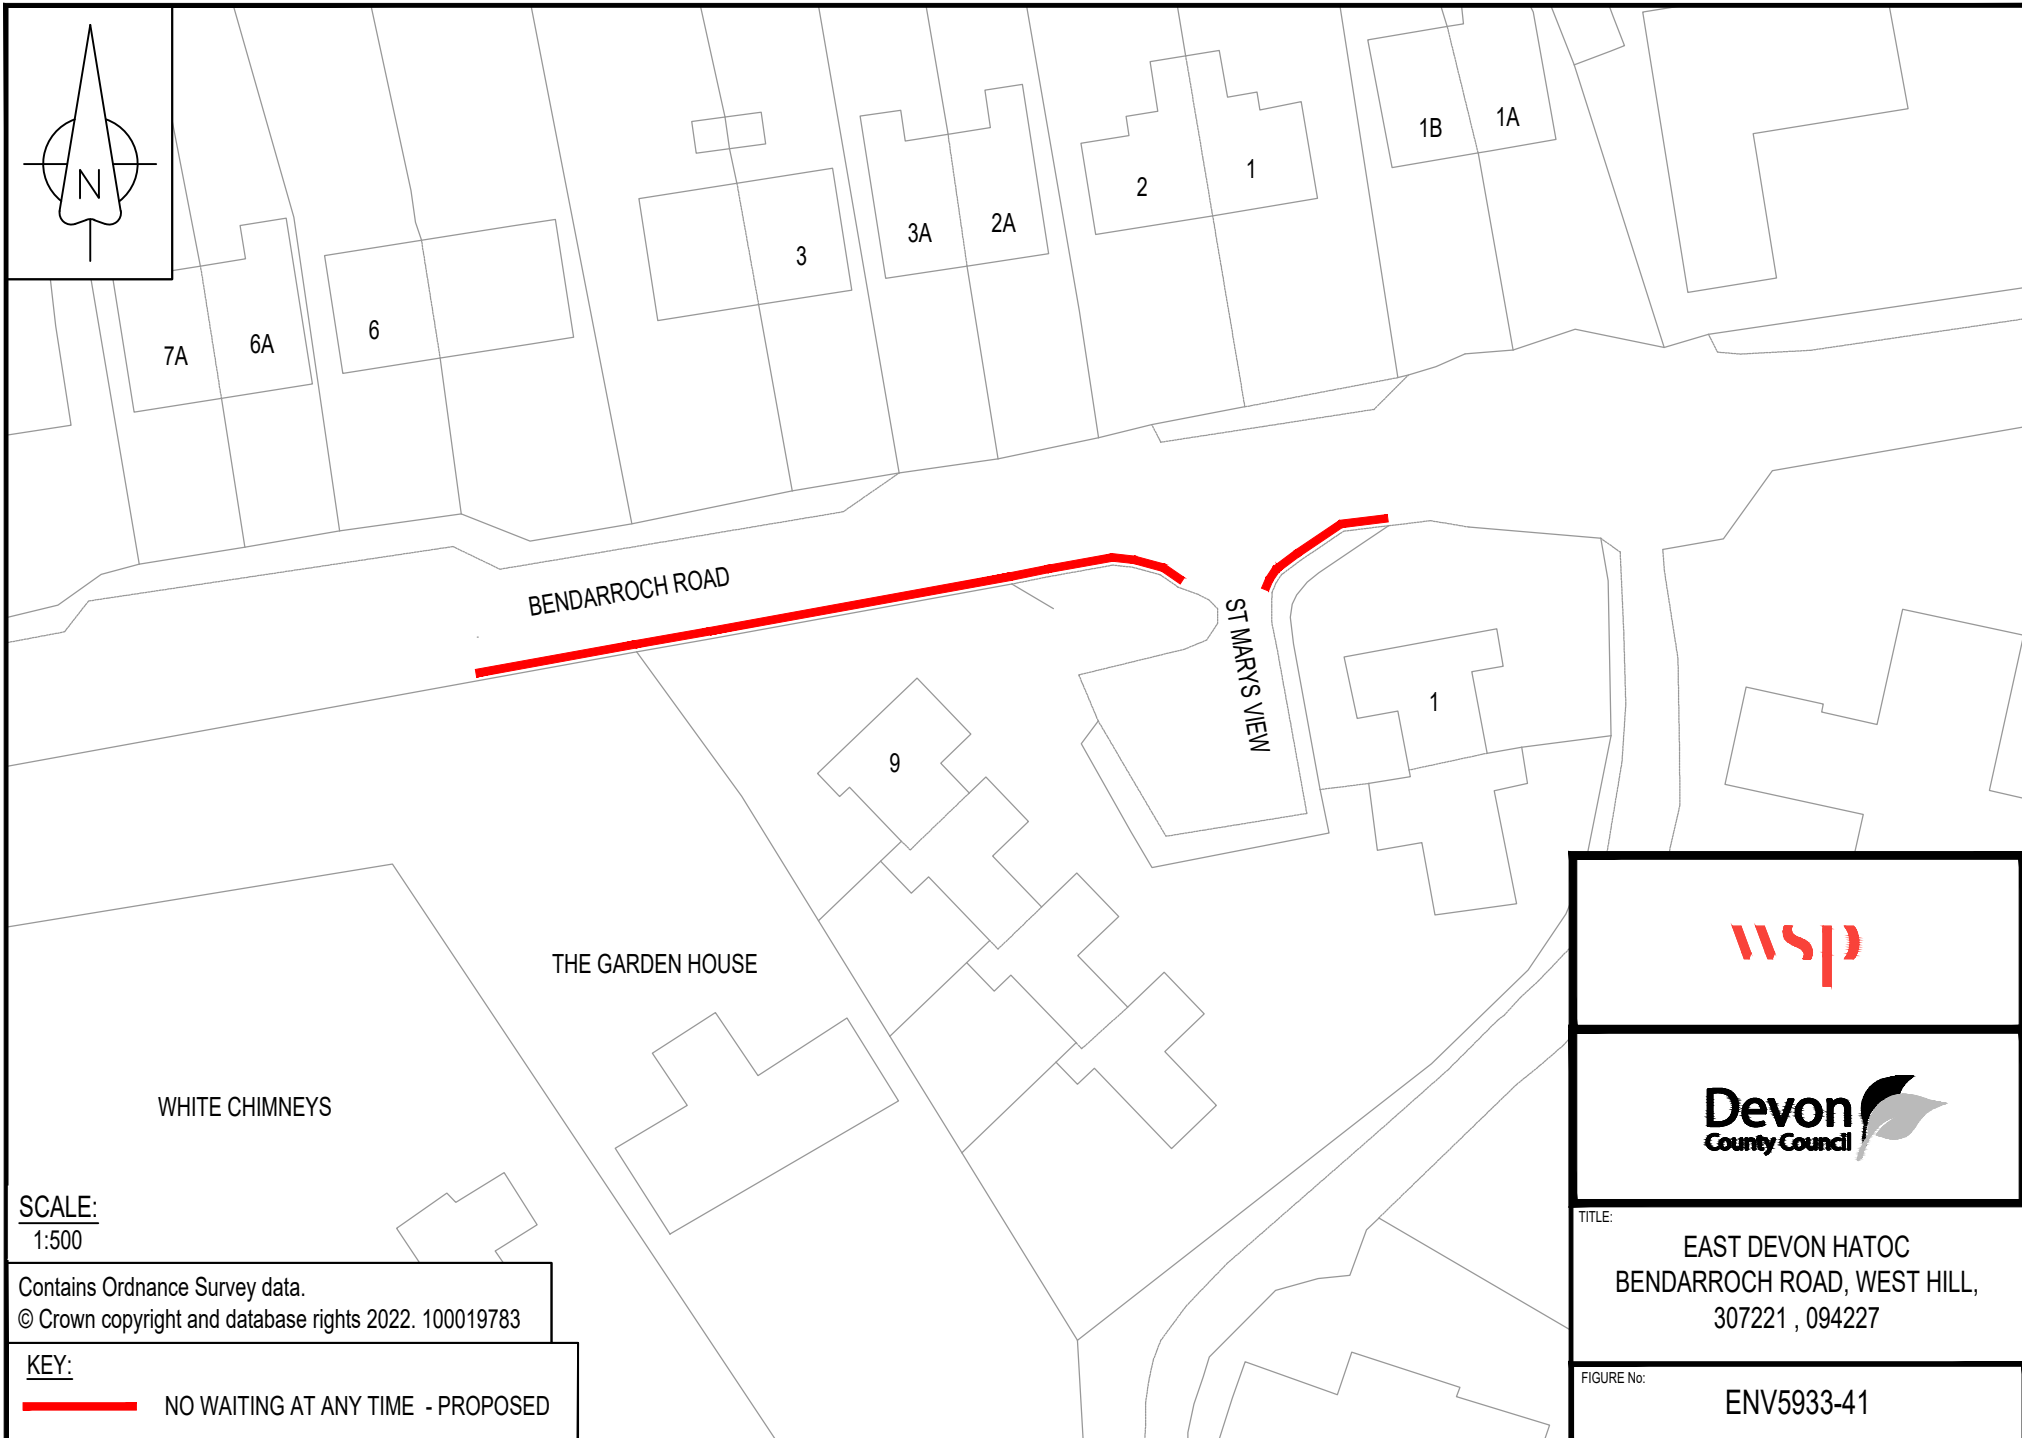 N
7A
6A
6
3
3A
2A
2
1
1B
1A
BENDARROCH ROAD
ST MARYS VIEW
1
9
THE GARDEN HOUSE
WHITE CHIMNEYS
SCALE:
1:500
Contains Ordnance Survey data.
© Crown copyright and database rights 2022. 100019783
KEY:
NO WAITING AT ANY TIME - PROPOSED
wsp
Devon
County Council
TITLE:
EAST DEVON HATOC
BENDARROCH ROAD, WEST HILL,
307221 , 094227
FIGURE No:
ENV5933-41